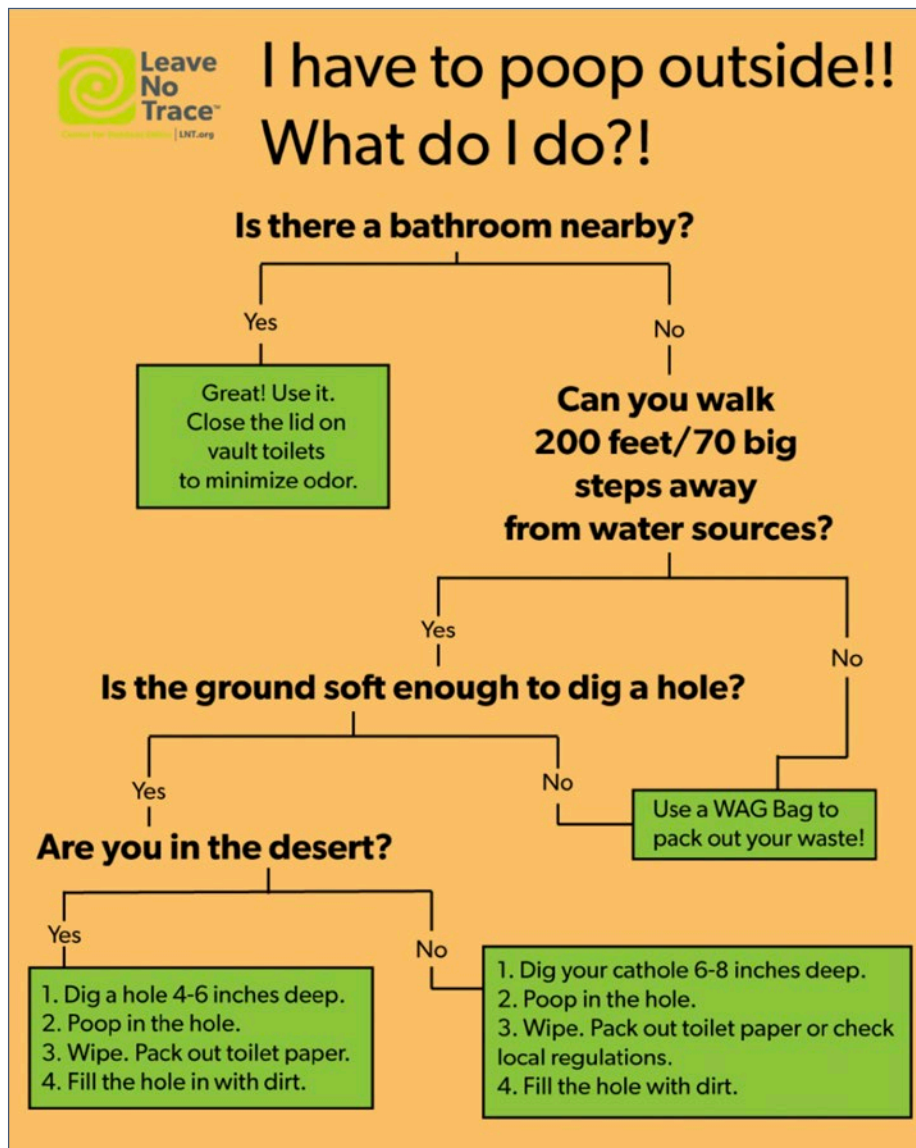 Leave
No
Trace™
Center for Outdoor Ethics | LNT.org
I have to poop outside!!
What do I do?!
Is there a bathroom nearby?
Yes
No
Great! Use it.
Close the lid on
vault toilets
to minimize odor.
Can you walk
200 feet/70 big
steps away
from water sources?
Yes
No
Is the ground soft enough to dig a hole?
Yes
No
Use a WAG Bag to
pack out your waste!
Are you in the desert?
Yes
No
1. Dig a hole 4-6 inches deep.
2. Poop in the hole.
3. Wipe. Pack out toilet paper.
4. Fill the hole in with dirt.
1. Dig your cathole 6-8 inches deep.
2. Poop in the hole.
3. Wipe. Pack out toilet paper or check
local regulations.
4. Fill the hole with dirt.